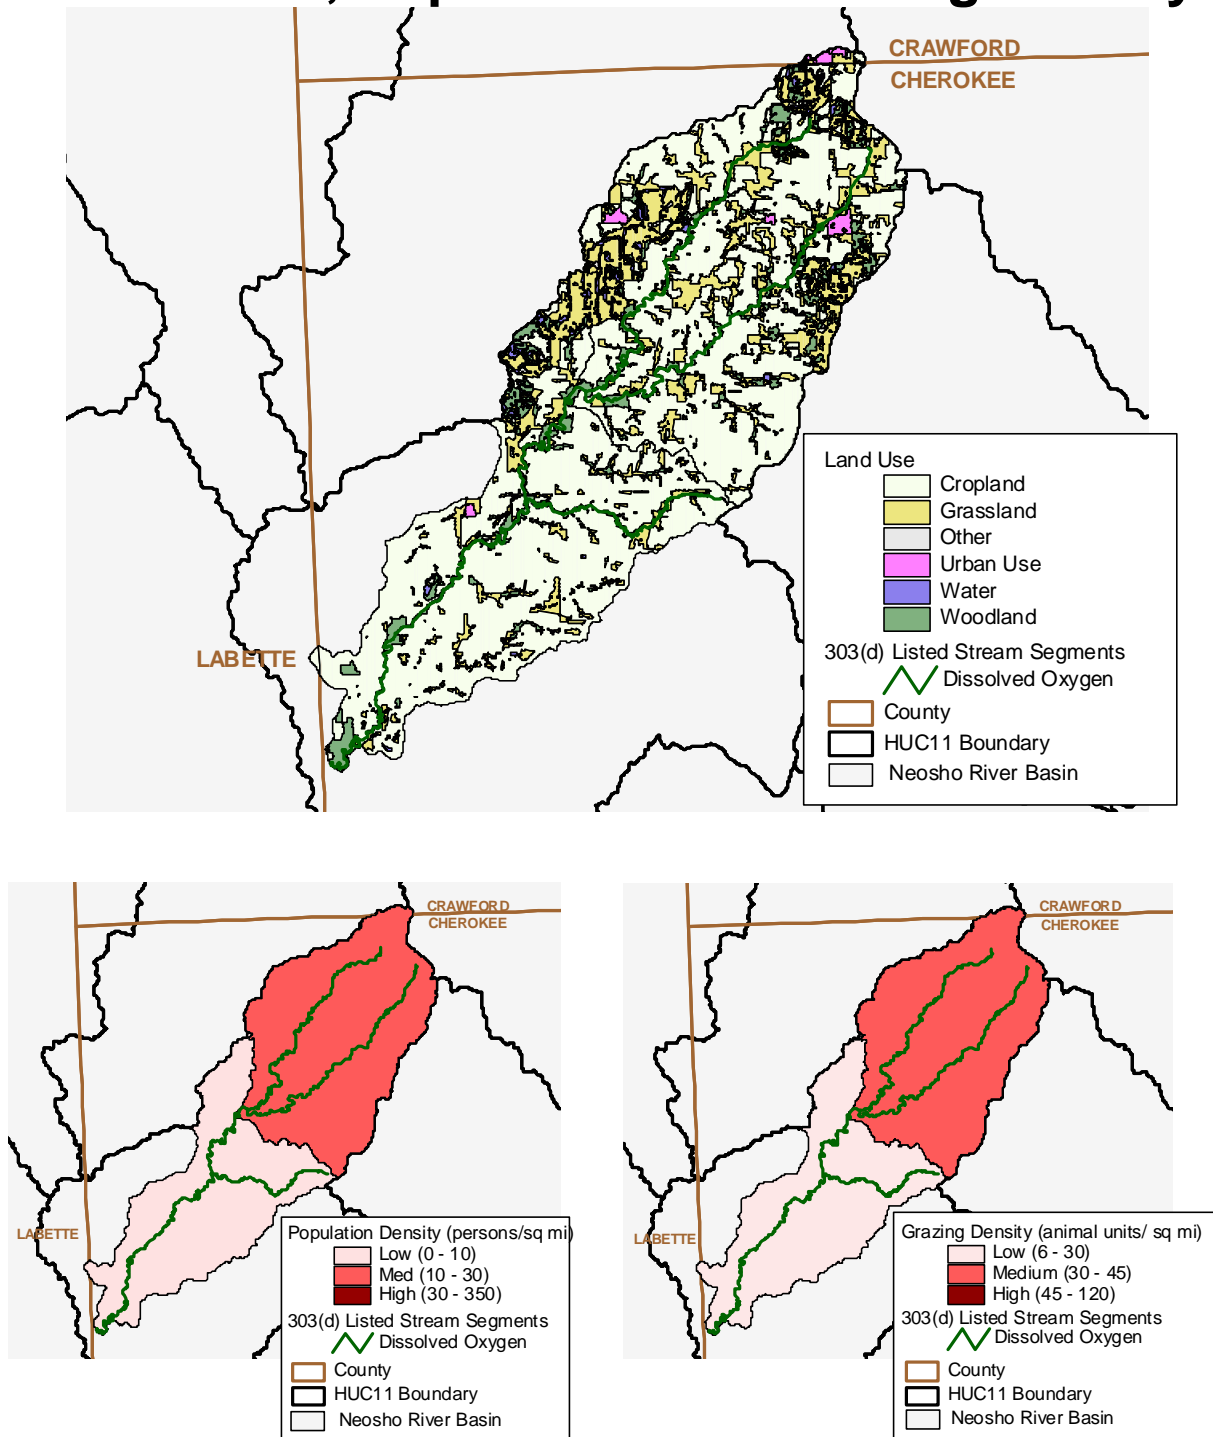 CRAWFORD
CHEROKEE
LABETTE
Land Use
Cropland
Grassland
Other
Urban Use
Water
Woodland
303(d) Listed Stream Segments
Dissolved Oxygen
County
HUC11 Boundary
Neosho River Basin
CRAWFORD
CHEROKEE
LABETTE
Population Density (persons/sq mi)
Low (0 - 10)
Med (10 - 30)
High (30 - 350)
303(d) Listed Stream Segments
Dissolved Oxygen
County
HUC11 Boundary
Neosho River Basin
CRAWFORD
CHEROKEE
LABETTE
Grazing Density (animal units/ sq mi)
Low (6 - 30)
Medium (30 - 45)
High (45 - 120)
303(d) Listed Stream Segments
Dissolved Oxygen
County
HUC11 Boundary
Neosho River Basin